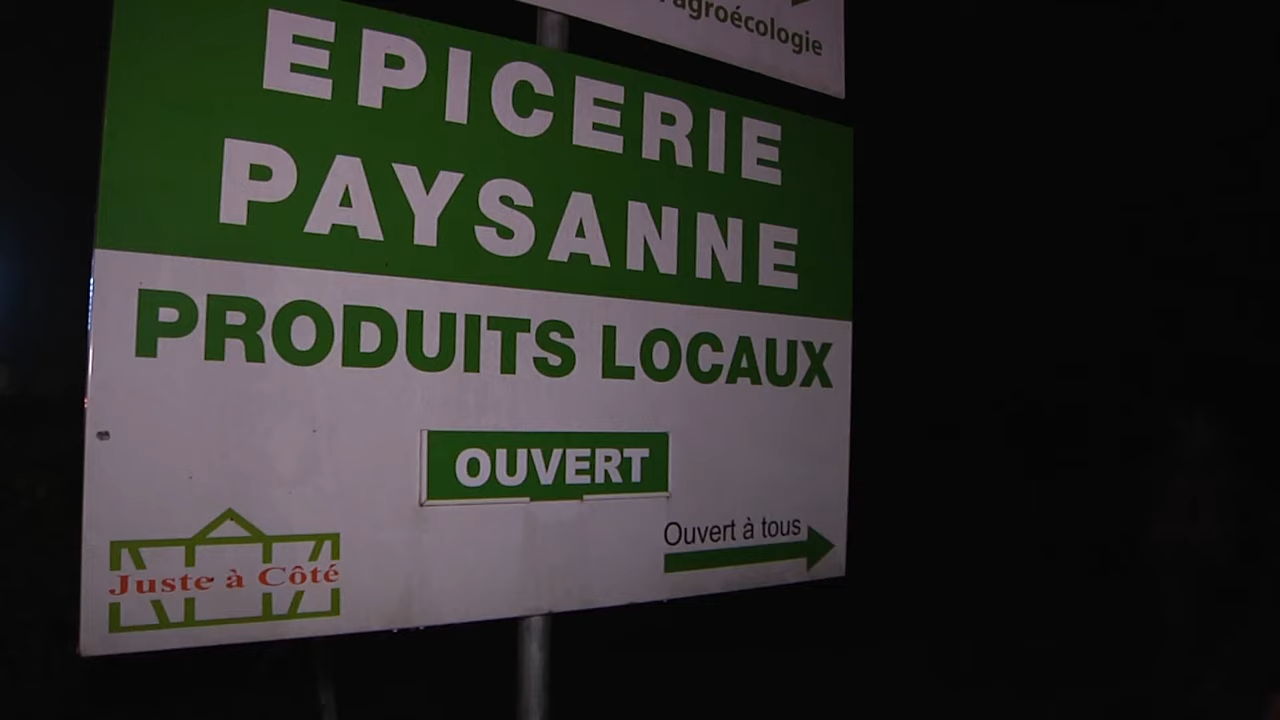 agroécologie
EPICERIE
PAYSANNE
PRODUITS LOCAUX
OUVERT
Ouvert à tous
Juste à Côté